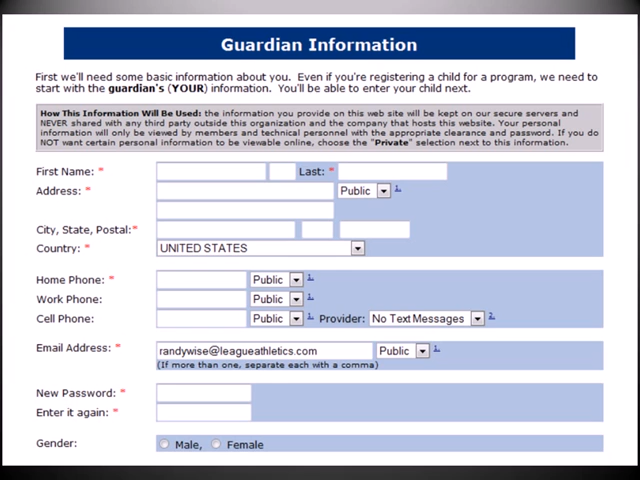 Guardian Information
First we'll need some basic information about you. Even if you're registering a child for a program, we need to
start with the guardian's (YOUR) information. You'll be able to enter your child next.
How This Information Will Be Used: the information you provide on this web site will be kept on our secure servers and
NEVER shared with any third party outside this organization and the company that hosts this website. Your personal
information will only be viewed by members and technical personnel with the appropriate clearance and password. If you do
NOT want certain personal information to be viewable online, choose the "Private" selection next to this information.
First Name: * Last: *
Address: * Public 1.
City, State, Postal:*
Country: * UNITED STATES
Home Phone: * Public 1.
Work Phone: Public 1.
Cell Phone: Public 1. Provider: No Text Messages 2.
Email Address: * randywise@leagueathletics.com Public 1.
(If more than one, separate each with a comma)
New Password: *
Enter it again: *
Gender: Male, Female